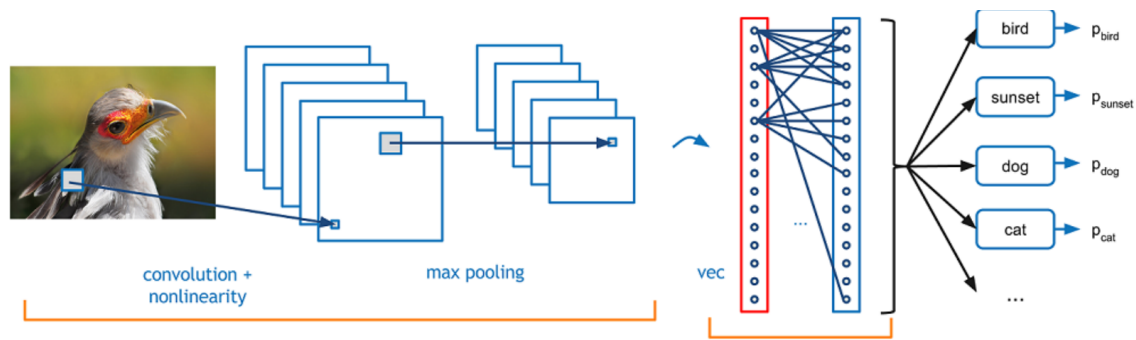 bird
p_bird
sunset
p_sunset
dog
p_dog
cat
p_cat
...
...
convolution +
nonlinearity
max pooling
vec